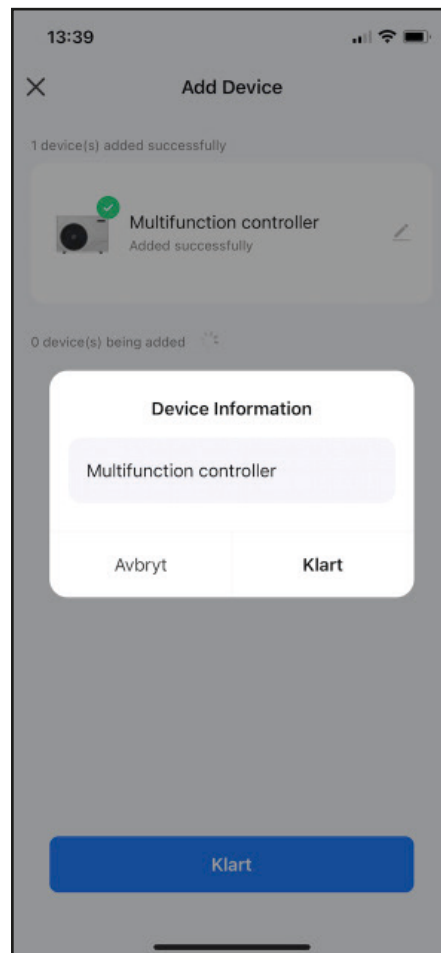 13:39
Add Device
1 device(s) added successfully
Multifunction controller
Added successfully
0 device(s) being added
Device Information
Multifunction controller
Avbryt Klart
Klart